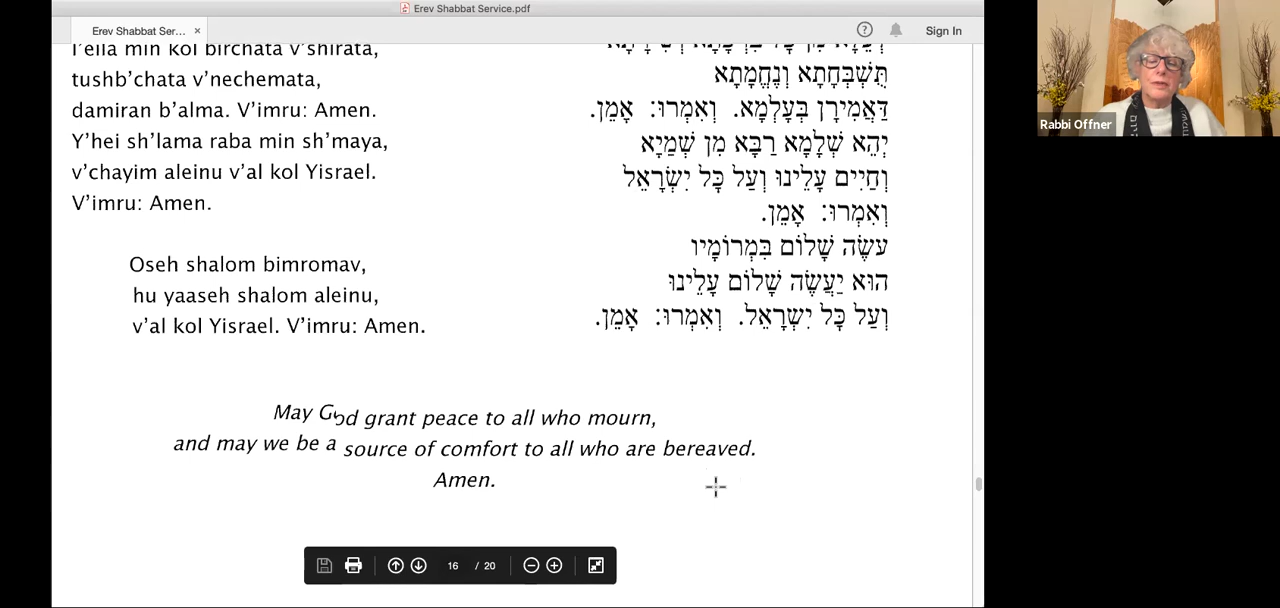 Erev Shabbat Service.pdf
Erev Shabbat Ser... ×
Sign In
l'eila min kol birchata v'shirata,
tushb'chata v'nechemata,
damiran b'alma. V'imru: Amen.
Y'hei sh'lama raba min sh'maya,
v'chayim aleinu v'al kol Yisrael.
V'imru: Amen.
Oseh shalom bimromav,
hu yaaseh shalom aleinu,
v'al kol Yisrael. V'imru: Amen.
לְעֵלָּא מִן כָּל בִּרְכָתָא וְשִׁירָתָא
תֻּשְׁבְּחָתָא וְנֶחֱמָתָא
דַּאֲמִירָן בְּעָלְמָא. וְאִמְרוּ: אָמֵן.
יְהֵא שְׁלָמָא רַבָּא מִן שְׁמַיָּא
וְחַיִּים עָלֵינוּ וְעַל כָּל יִשְׂרָאֵל
וְאִמְרוּ: אָמֵן.
עֹשֶׂה שָׁלוֹם בִּמְרוֹמָיו
הוּא יַעֲשֶׂה שָׁלוֹם עָלֵינוּ
וְעַל כָּל יִשְׂרָאֵל. וְאִמְרוּ: אָמֵן.
May God grant peace to all who mourn,
and may we be a source of comfort to all who are bereaved.
Amen.
16 / 20
Rabbi Offner